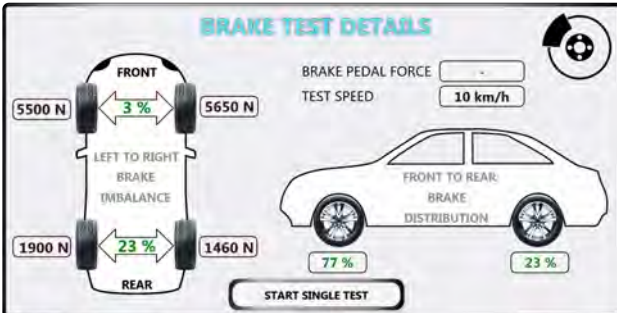 BRAKE TEST DETAILS
FRONT
5500 N
3 %
5650 N
LEFT TO RIGHT
BRAKE
IMBALANCE
1900 N
23 %
1460 N
REAR
BRAKE PEDAL FORCE -
TEST SPEED 10 km/h
FRONT TO REAR
BRAKE
DISTRIBUTION
77 %
23 %
START SINGLE TEST